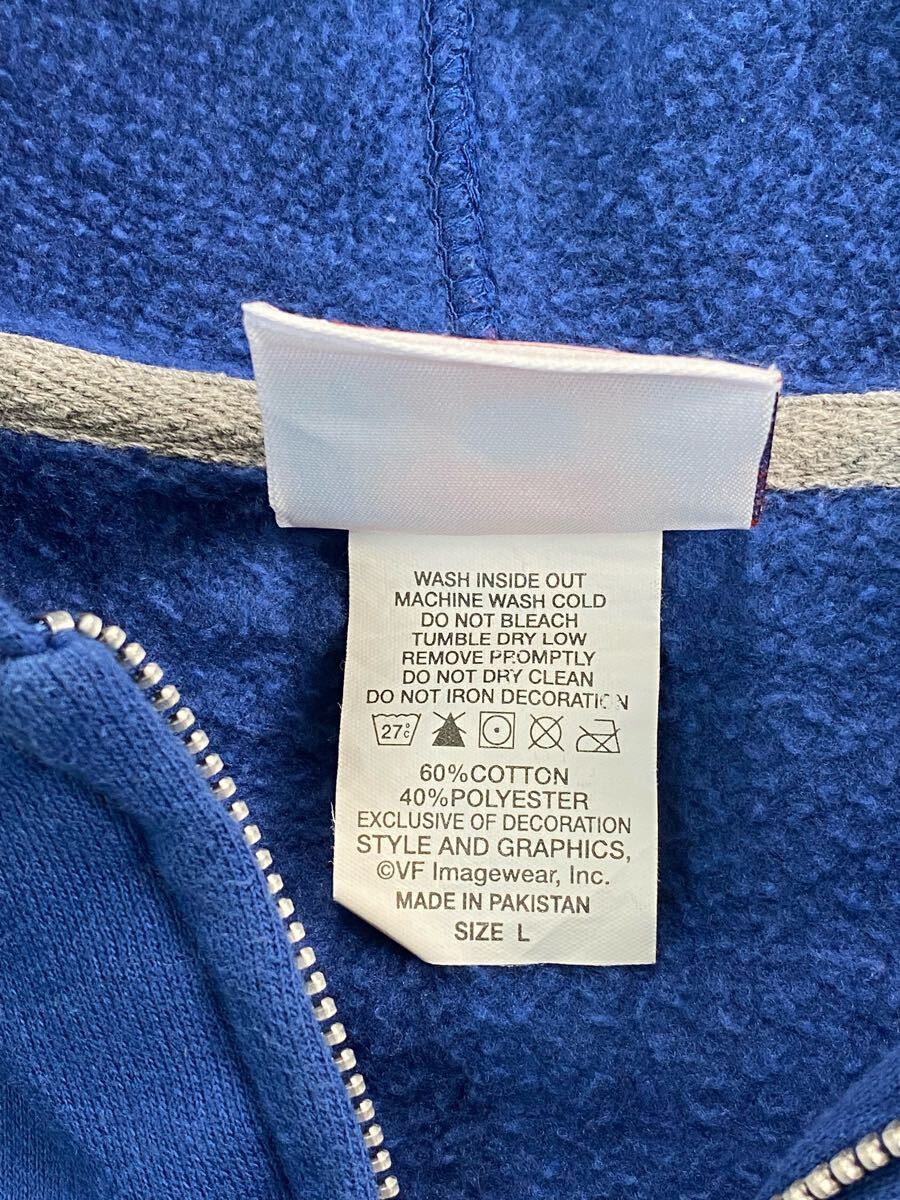 WASH INSIDE OUT
MACHINE WASH COLD
DO NOT BLEACH
TUMBLE DRY LOW
REMOVE PROMPTLY
DO NOT DRY CLEAN
DO NOT IRON DECORATION
27°C
60%COTTON
40%POLYESTER
EXCLUSIVE OF DECORATION
STYLE AND GRAPHICS,
©VF Imagewear, Inc.
MADE IN PAKISTAN
SIZE L